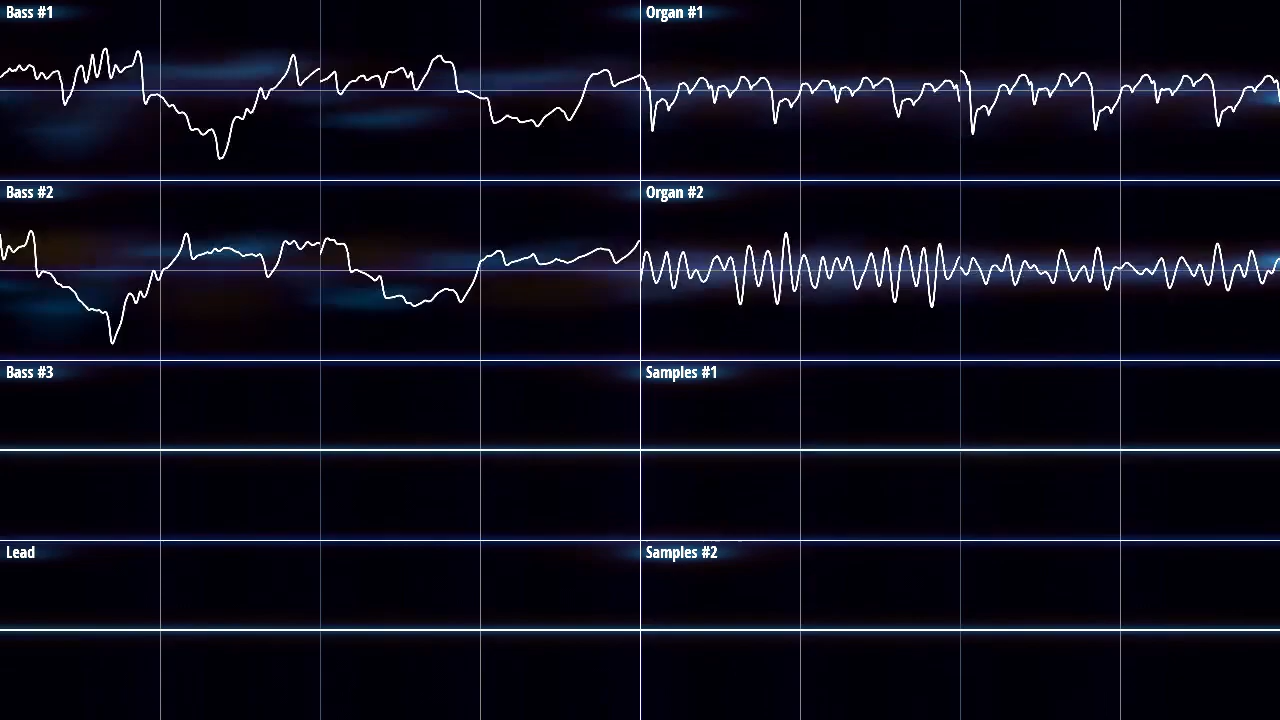 Bass #1
Organ #1
Bass #2
Organ #2
Bass #3
Samples #1
Lead
Samples #2